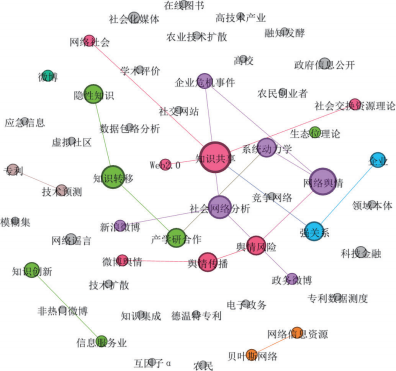 在线图书
社会化媒体
高技术产业
农业技术扩散
融知发酵
网络社会
高校
政府信息公开
学术评价
微博
企业危机事件
农民创业者
隐性知识
社会交换资源理论
社交网站
应急信息
数据包络分析
生态位理论
虚拟社区
系统动力学
知识共享
企业
Web2.0
专利
知识转移
网络舆情
技术预测
竞争网络
领域本体
社会网络分析
模糊集
新浪微博
强关系
网络谣言
产学研合作
舆情风险
科技金融
微博舆情
舆情传播
知识创新
政务微博
技术扩散
专利数据测度
电子政务
非热门微博
知识集成
德温特专利
网络信息资源
信息服务业
贝叶斯网络
互因子α
农民